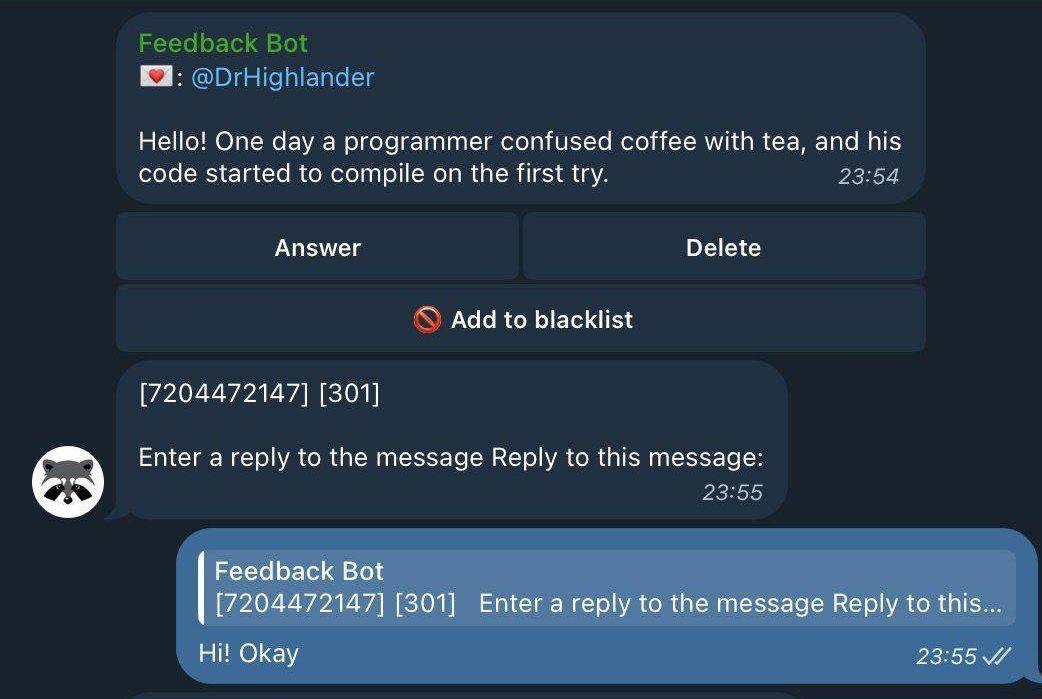 Feedback Bot
💌: @DrHighlander
Hello! One day a programmer confused coffee with tea, and his
code started to compile on the first try.
23:54
Answer
Delete
🚫 Add to blacklist
[7204472147] [301]
Enter a reply to the message Reply to this message:
23:55
Feedback Bot
[7204472147] [301] Enter a reply to the message Reply to this...
Hi! Okay
23:55